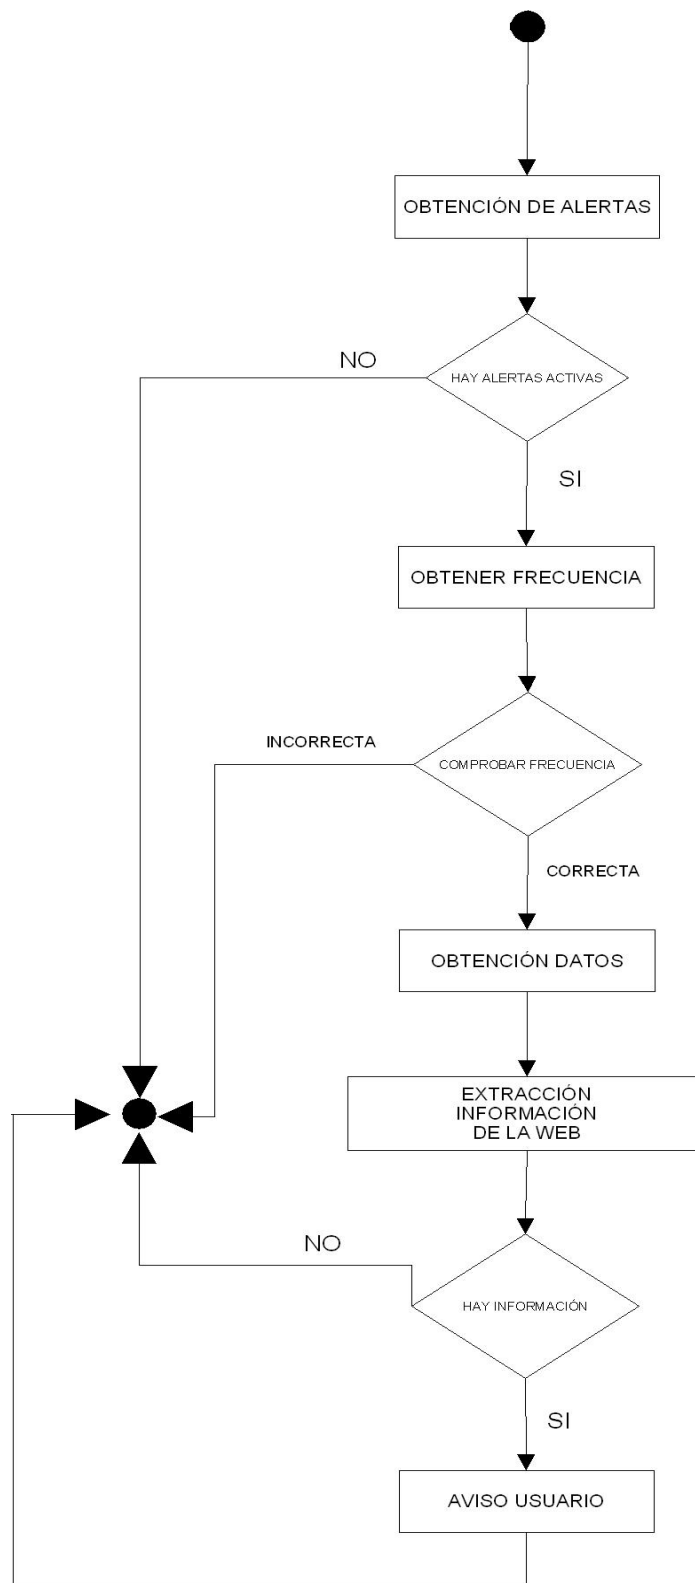 OBTENCIÓN DE ALERTAS
NO
HAY ALERTAS ACTIVAS
SI
OBTENER FRECUENCIA
INCORRECTA
COMPROBAR FRECUENCIA
CORRECTA
OBTENCIÓN DATOS
EXTRACCIÓN
INFORMACIÓN
DE LA WEB
NO
HAY INFORMACIÓN
SI
AVISO USUARIO